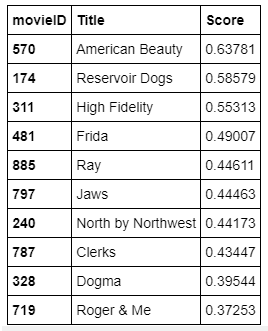 movieID Title Score
570 American Beauty 0.63781
174 Reservoir Dogs 0.58579
311 High Fidelity 0.55313
481 Frida 0.49007
885 Ray 0.44611
797 Jaws 0.44463
240 North by Northwest 0.44173
787 Clerks 0.43447
328 Dogma 0.39544
719 Roger & Me 0.37253